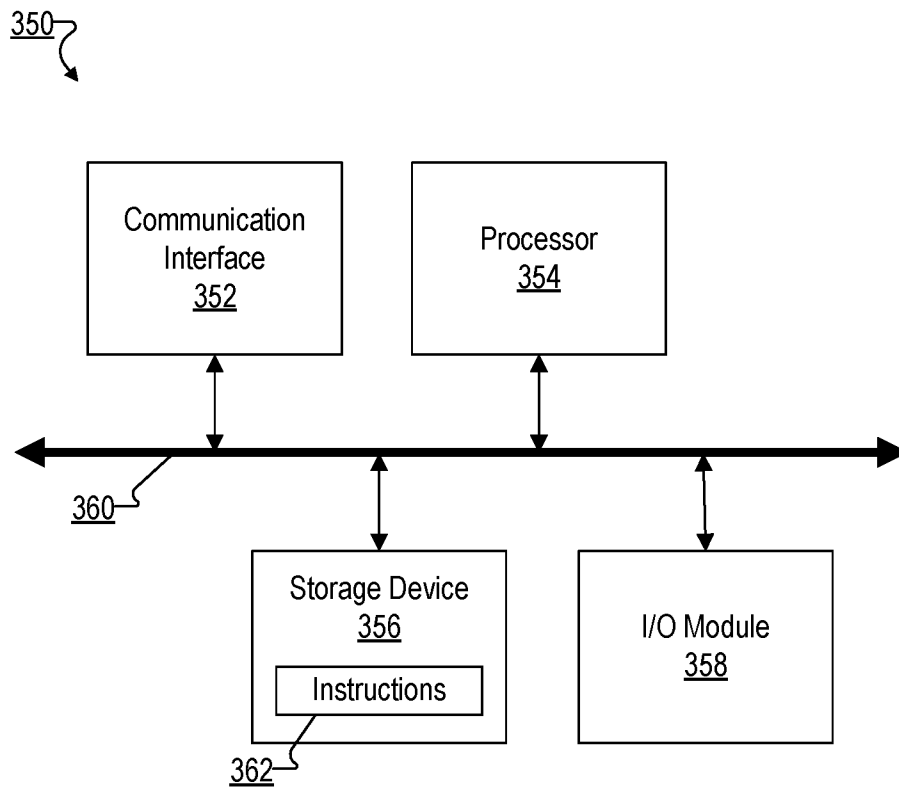 350
Communication
Interface
352
Processor
354
360
Storage Device
356
Instructions
362
I/O Module
358